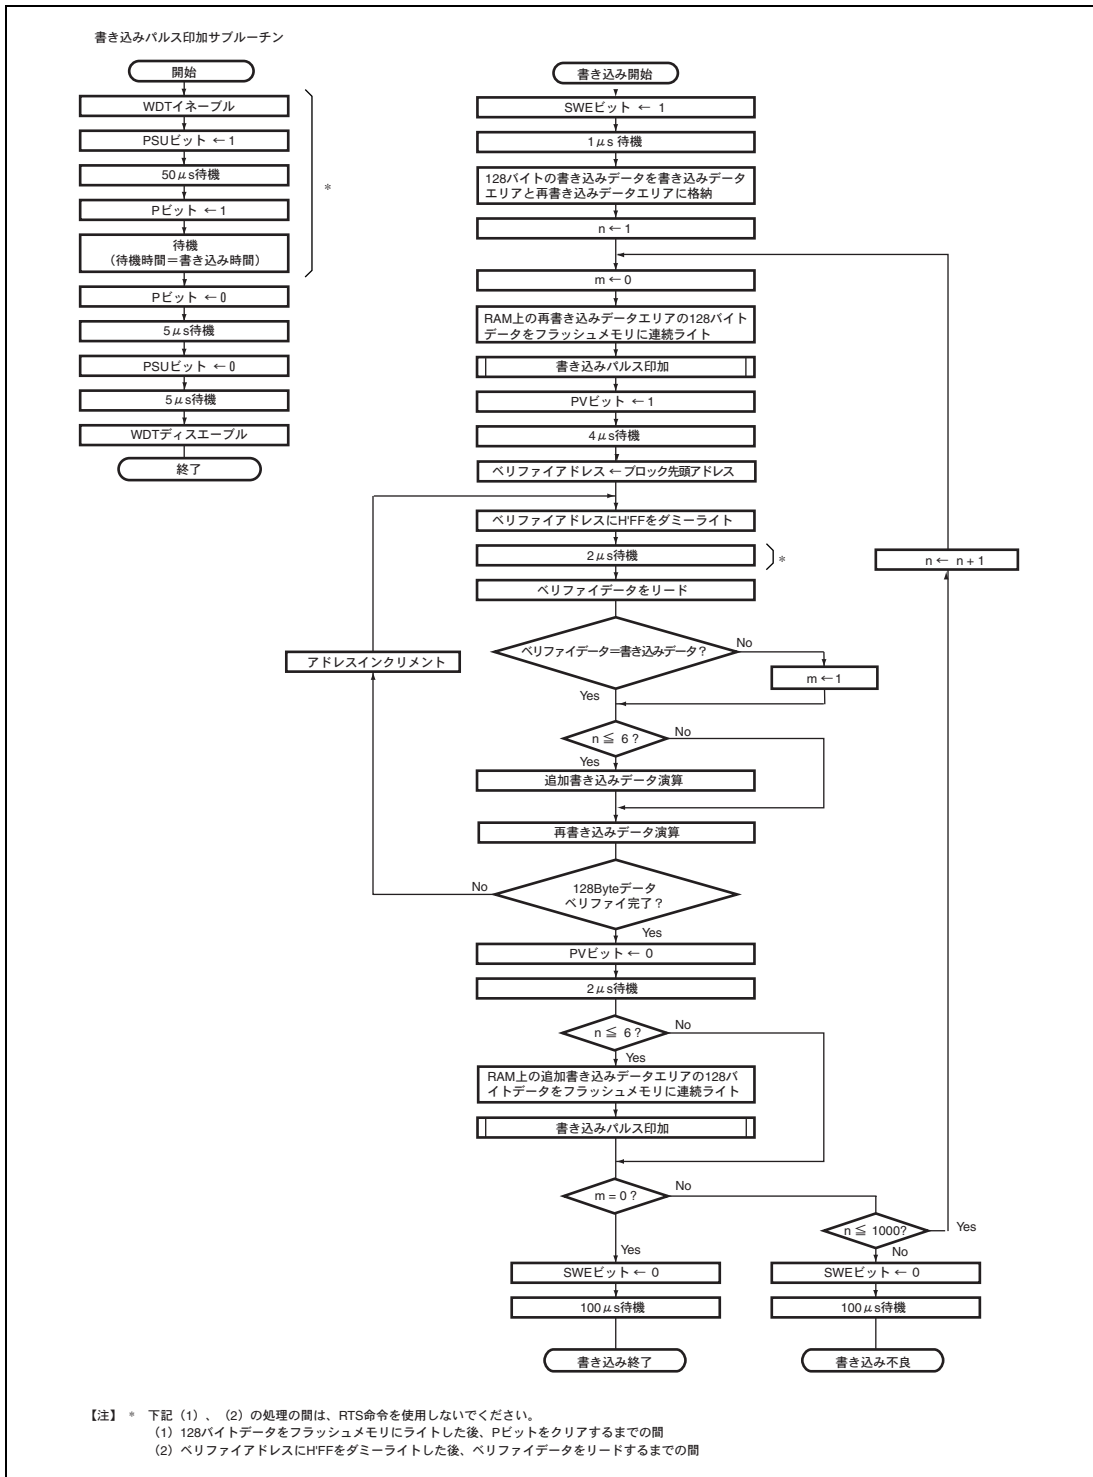 書き込みパルス印加サブルーチン
開始
WDTイネーブル
PSUビット ← 1
50μs待機
Pビット ← 1
待機
（待機時間＝書き込み時間）
*
Pビット ← 0
5μs待機
PSUビット ← 0
5μs待機
WDTディスエーブル
終了
書き込み開始
SWEビット ← 1
1μs 待機
128バイトの書き込みデータを書き込みデータ
エリアと再書き込みデータエリアに格納
n ← 1
m ← 0
RAM上の再書き込みデータエリアの128バイト
データをフラッシュメモリに連続ライト
書き込みパルス印加
PVビット ← 1
4μs待機
ベリファイアドレス ← ブロック先頭アドレス
ベリファイアドレスにH'FFをダミーライト
2μs待機
*
n ← n + 1
ベリファイデータをリード
ベリファイデータ＝書き込みデータ？
No
アドレスインクリメント
m ← 1
Yes
n ≦ 6 ?
No
Yes
追加書き込みデータ演算
再書き込みデータ演算
128Byteデータ
ベリファイ完了？
No
Yes
PVビット ← 0
2μs待機
n ≦ 6 ?
No
Yes
RAM上の追加書き込みデータエリアの128バ
イトデータをフラッシュメモリに連続ライト
書き込みパルス印加
m = 0 ?
No
n ≦ 1000?
Yes
Yes
No
SWEビット ← 0
SWEビット ← 0
100μs待機
100μs待機
書き込み終了
書き込み不良
【注】 * 下記（1）、（2）の処理の間は、RTS命令を使用しないでください。
（1）128バイトデータをフラッシュメモリにライトした後、Pビットをクリアするまでの間
（2）ベリファイアドレスにH'FFをダミーライトした後、ベリファイデータをリードするまでの間